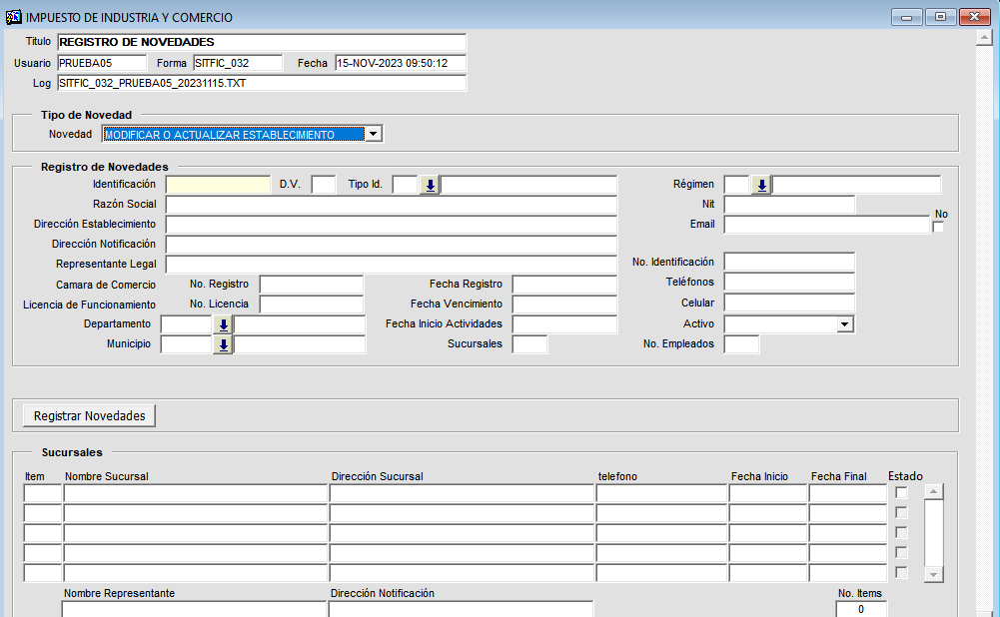 IMPUESTO DE INDUSTRIA Y COMERCIO
Titulo REGISTRO DE NOVEDADES
Usuario PRUEBA05 Forma SITFIC_032 Fecha 15-NOV-2023 09:50:12
Log SITFIC_032_PRUEBA05_20231115.TXT
Tipo de Novedad
Novedad MODIFICAR O ACTUALIZAR ESTABLECIMIENTO
Registro de Novedades
Identificación D.V. Tipo Id. Régimen
Razón Social Nit
No
Dirección Establecimiento Email
Dirección Notificación
Representante Legal No. Identificación
Camara de Comercio No. Registro Fecha Registro Teléfonos
Licencia de Funcionamiento No. Licencia Fecha Vencimiento Celular
Departamento Fecha Inicio Actividades Activo
Municipio Sucursales No. Empleados
Registrar Novedades
Sucursales
Item Nombre Sucursal Dirección Sucursal telefono Fecha Inicio Fecha Final Estado
Nombre Representante Dirección Notificación No. Items
0